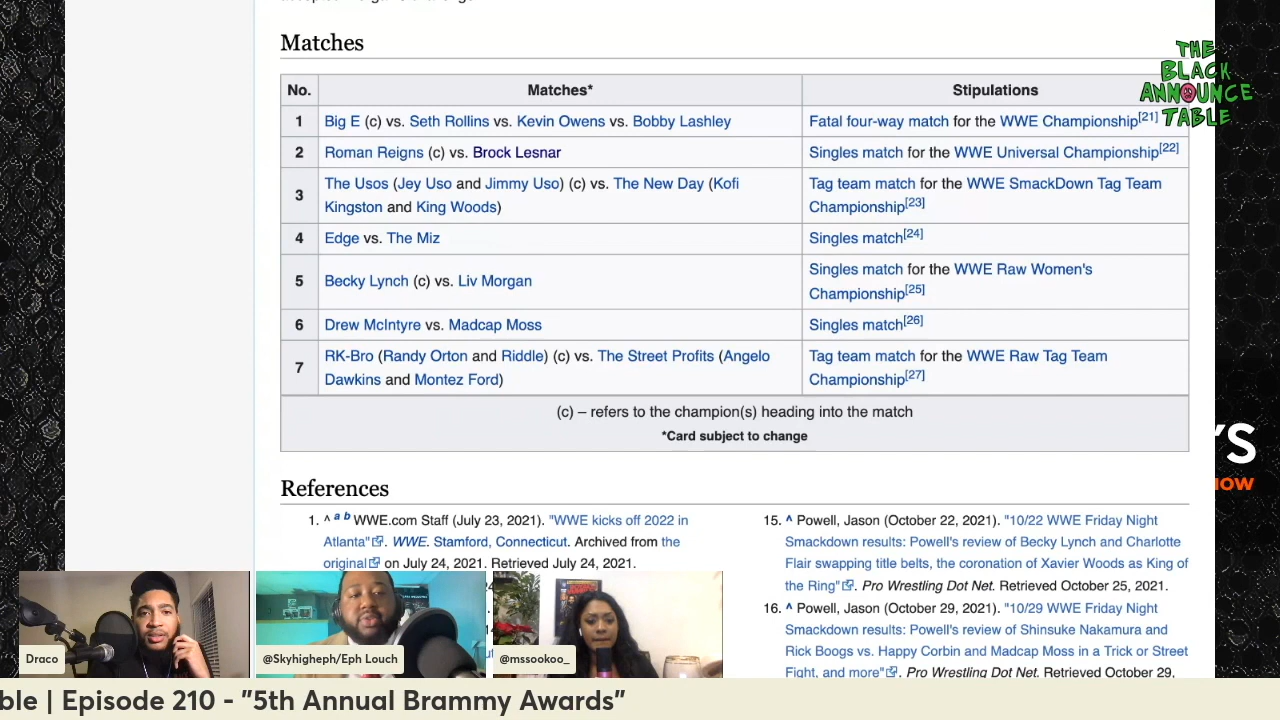 Matches
No. Matches* Stipulations
1 Big E (c) vs. Seth Rollins vs. Kevin Owens vs. Bobby Lashley Fatal four-way match for the WWE Championship[21]
2 Roman Reigns (c) vs. Brock Lesnar Singles match for the WWE Universal Championship[22]
3 The Usos (Jey Uso and Jimmy Uso) (c) vs. The New Day (Kofi Kingston and King Woods) Tag team match for the WWE SmackDown Tag Team Championship[23]
4 Edge vs. The Miz Singles match[24]
5 Becky Lynch (c) vs. Liv Morgan Singles match for the WWE Raw Women's Championship[25]
6 Drew McIntyre vs. Madcap Moss Singles match[26]
7 RK-Bro (Randy Orton and Riddle) (c) vs. The Street Profits (Angelo Dawkins and Montez Ford) Tag team match for the WWE Raw Tag Team Championship[27]
(c) – refers to the champion(s) heading into the match
*Card subject to change
THE
BLACK
ANNOUNCE
TABLE
'S
References
1. ^ a b WWE.com Staff (July 23, 2021). "WWE kicks off 2022 in
Atlanta". WWE. Stamford, Connecticut. Archived from the
original on July 24, 2021. Retrieved July 24, 2021.
15. ^ Powell, Jason (October 22, 2021). "10/22 WWE Friday Night
Smackdown results: Powell's review of Becky Lynch and Charlotte
Flair swapping title belts, the coronation of Xavier Woods as King of
the Ring". Pro Wrestling Dot Net. Retrieved October 25, 2021.
16. ^ Powell, Jason (October 29, 2021). "10/29 WWE Friday Night
Smackdown results: Powell's review of Shinsuke Nakamura and
Rick Boogs vs. Happy Corbin and Madcap Moss in a Trick or Street
Fight, and more". Pro Wrestling Dot Net. Retrieved October 29,
Draco
@Skyhigheph/Eph Louch
@mssookoo_
ble | Episode 210 - "5th Annual Brammy Awards"